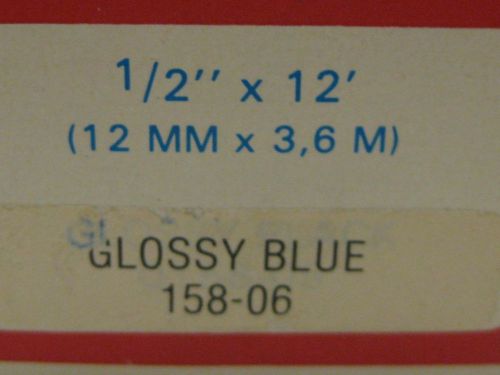 1/2'' x 12'
(12 MM x 3,6 M)
GLOSSY BLUE
158-06